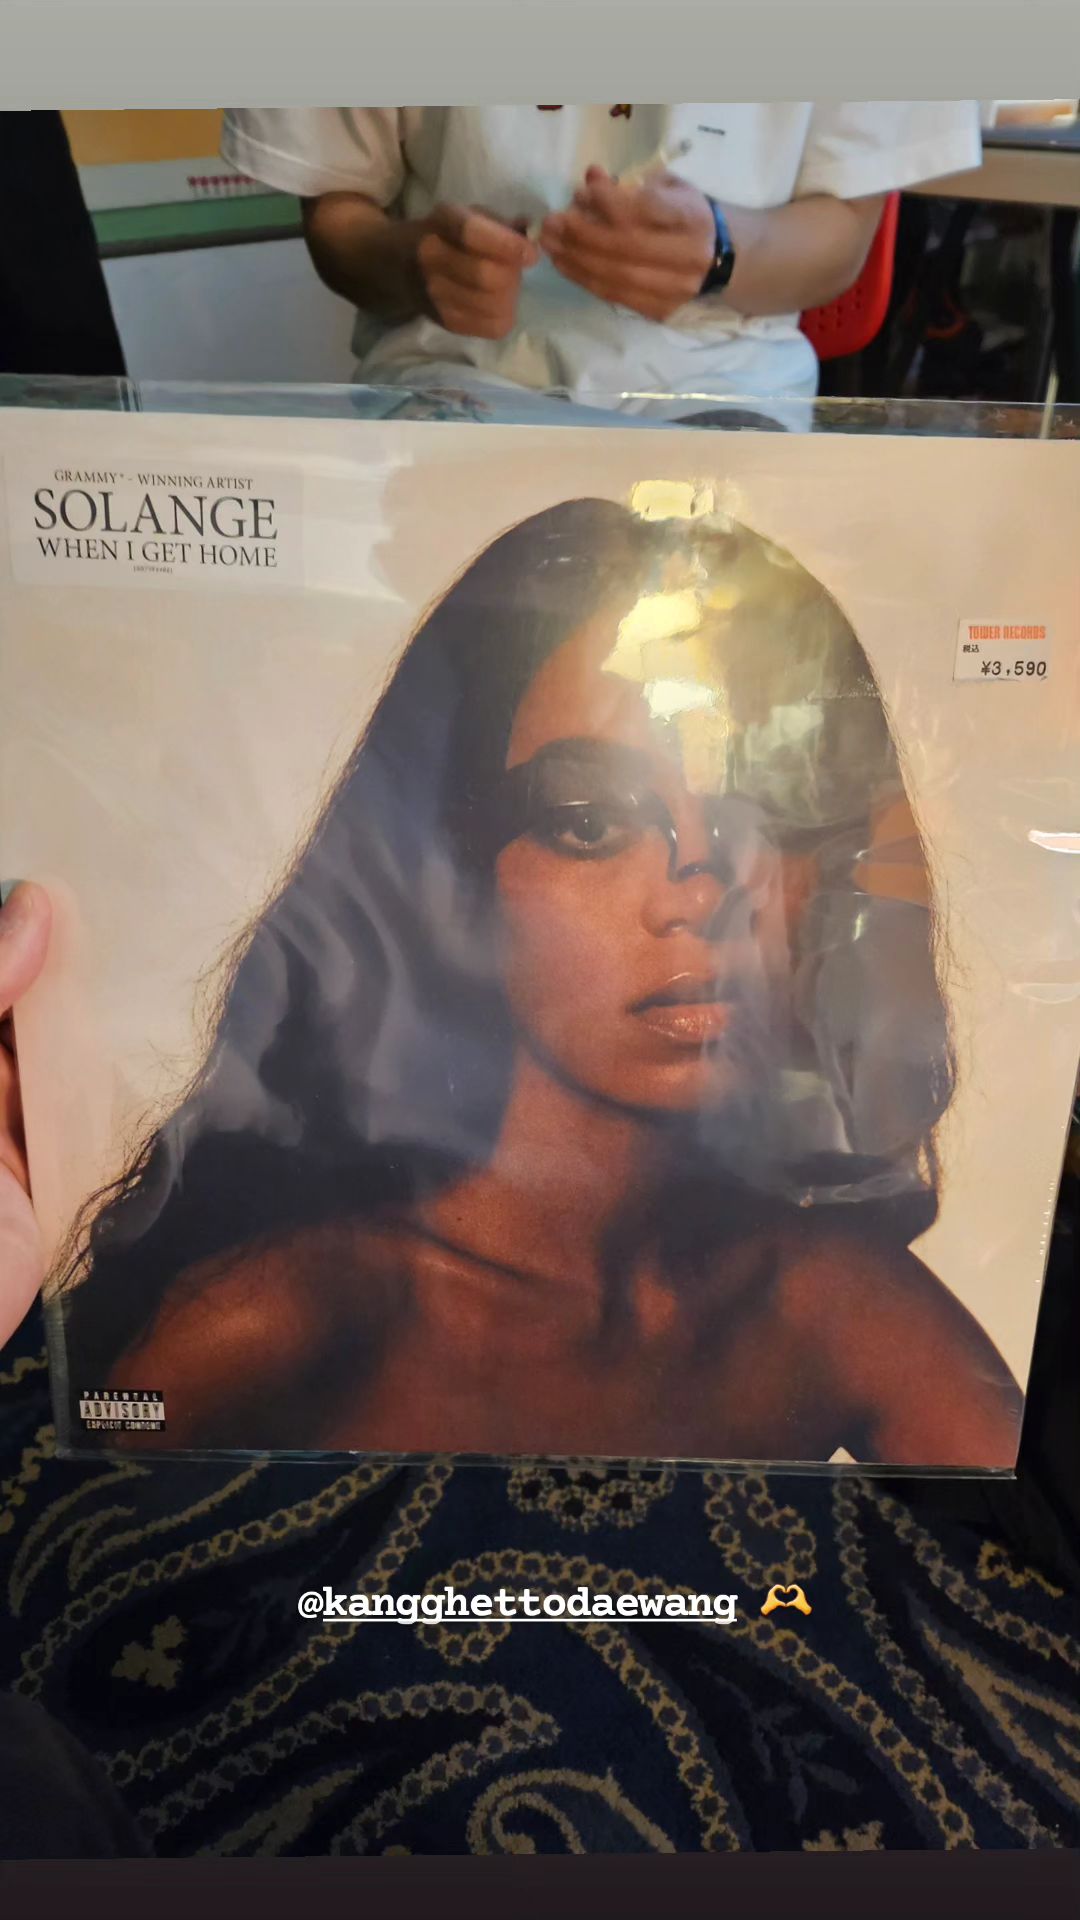 GRAMMY® - WINNING ARTIST
SOLANGE
WHEN I GET HOME
TOWER RECORDS
税込
¥3,590
PARENTAL
ADVISORY
EXPLICIT CONTENT
@kangghettodaewang 🫶